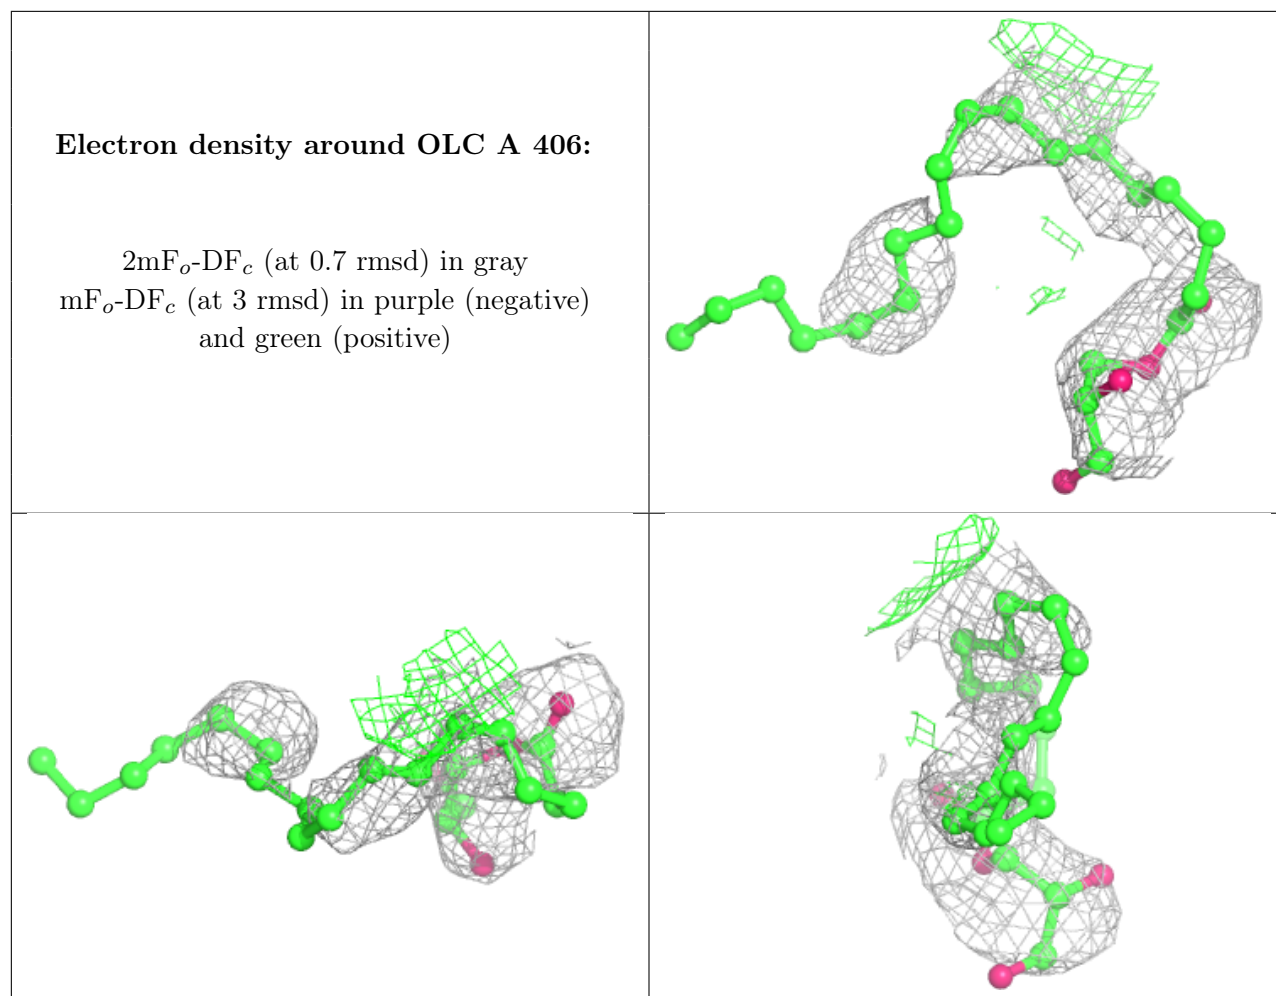 Electron density around OLC A 406:
2mFo-DFc (at 0.7 rmsd) in gray
mFo-DFc (at 3 rmsd) in purple (negative)
and green (positive)